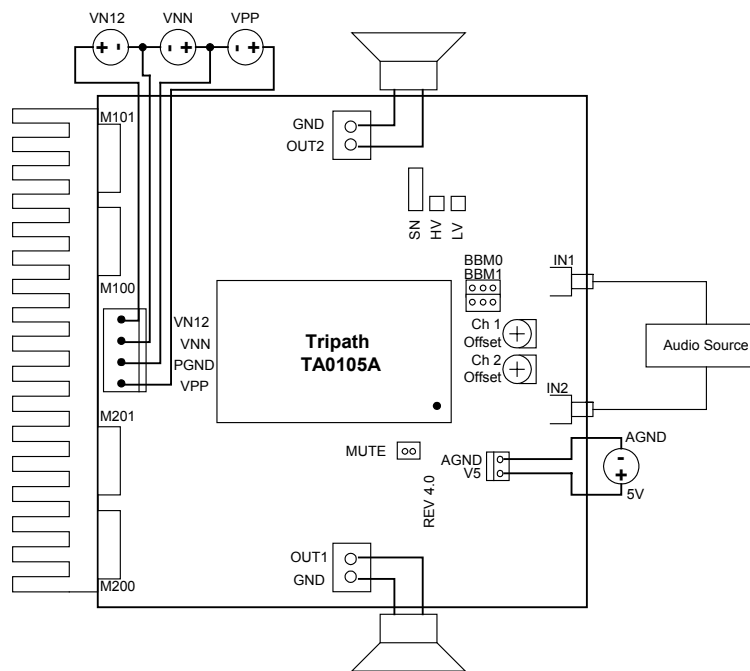 VN12
VNN
VPP
+ -
- +
- +
M101
GND
OUT2
SN
HV
LV
M100
BBM0
BBM1
IN1
VN12
VNN
PGND
VPP
Tripath
TA0105A
Ch 1
Offset
Ch 2
Offset
Audio Source
IN2
M201
MUTE
AGND
V5
AGND
-
+
5V
REV 4.0
OUT1
GND
M200